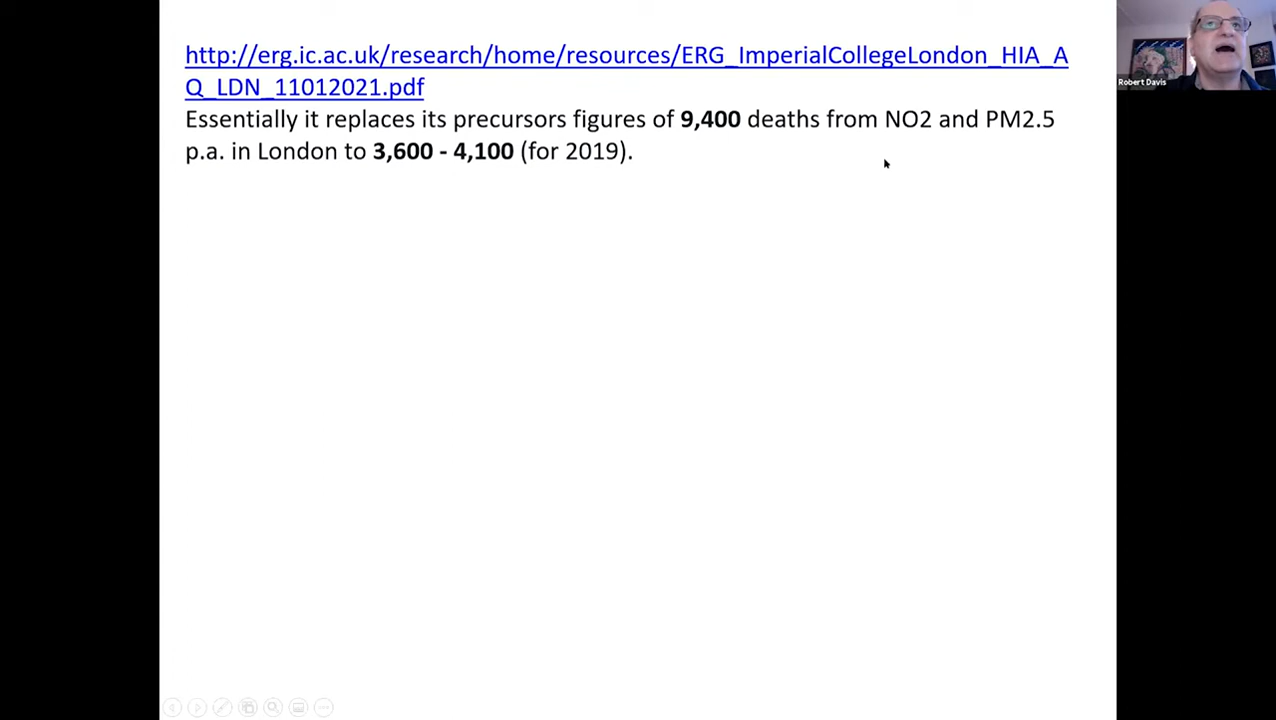 http://erg.ic.ac.uk/research/home/resources/ERG_ImperialCollegeLondon_HIA_A
Q_LDN_11012021.pdf
Essentially it replaces its precursors figures of 9,400 deaths from NO2 and PM2.5
p.a. in London to 3,600 - 4,100 (for 2019).
Robert Davis